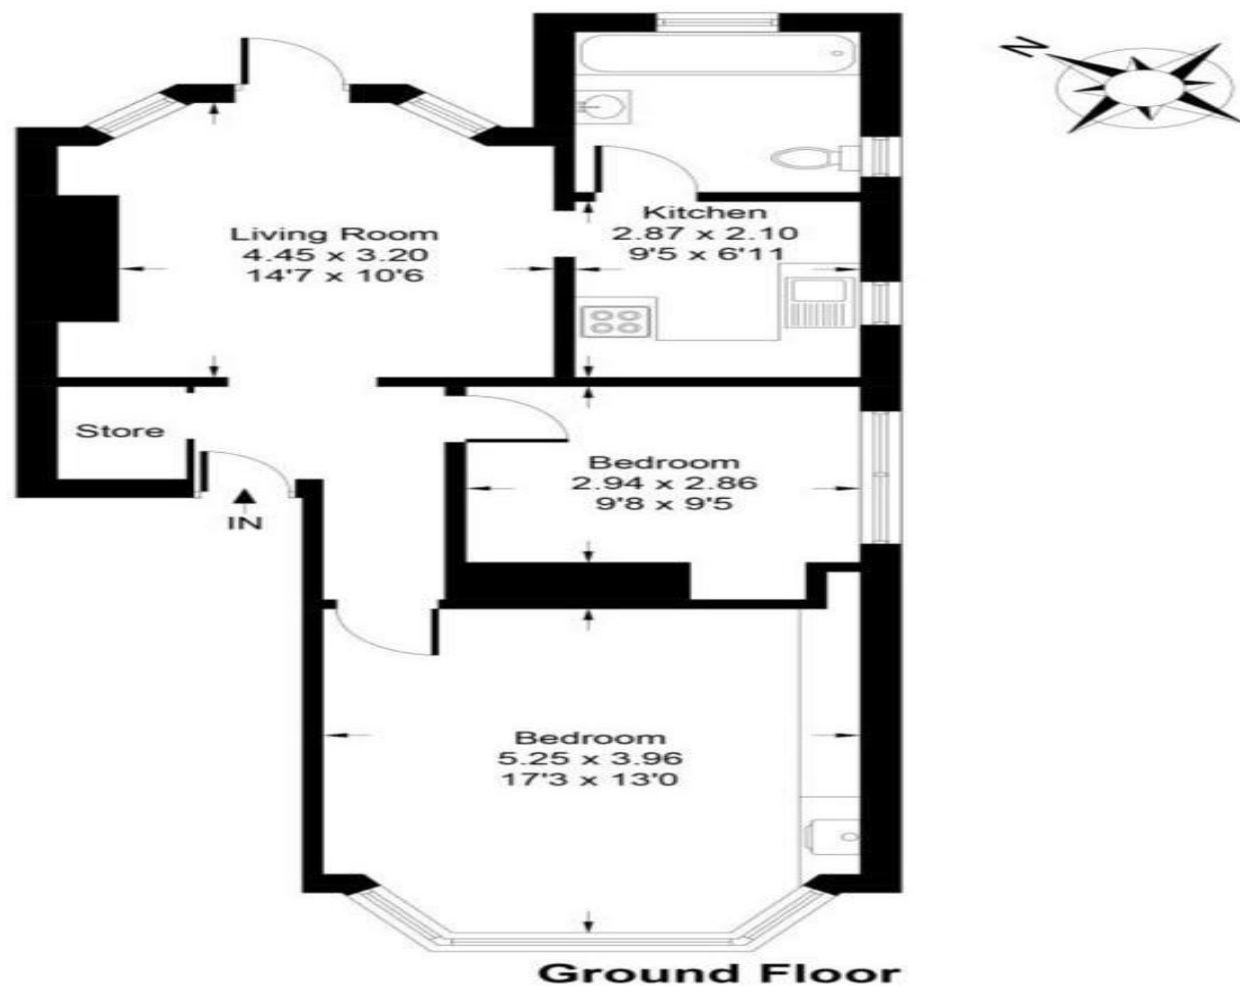 N
Living Room
4.45 x 3.20
14'7 x 10'6
Kitchen
2.87 x 2.10
9'5 x 6'11
Store
IN
Bedroom
2.94 x 2.86
9'8 x 9'5
Bedroom
5.25 x 3.96
17'3 x 13'0
Ground Floor